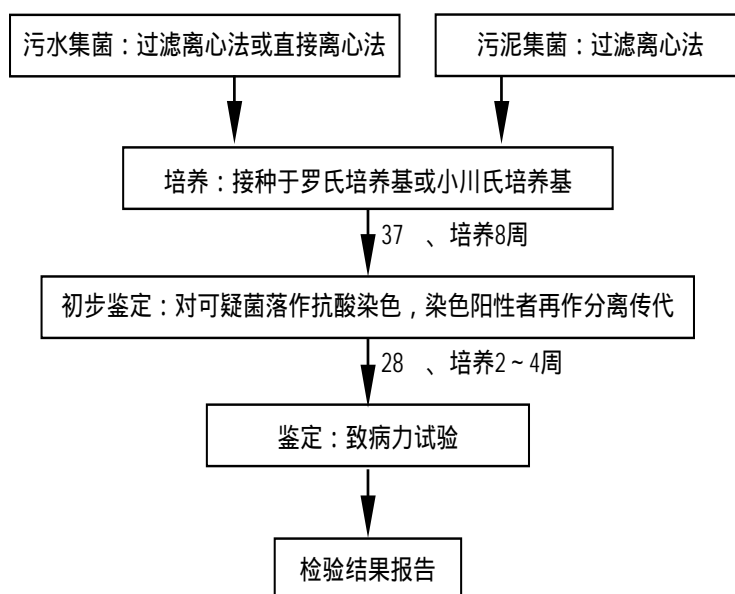 污水集菌：过滤离心法或直接离心法
污泥集菌：过滤离心法
培养：接种于罗氏培养基或小川氏培养基
37 、培养8周
初步鉴定：对可疑菌落作抗酸染色，染色阳性者再作分离传代
28 、培养2～4周
鉴定：致病力试验
检验结果报告